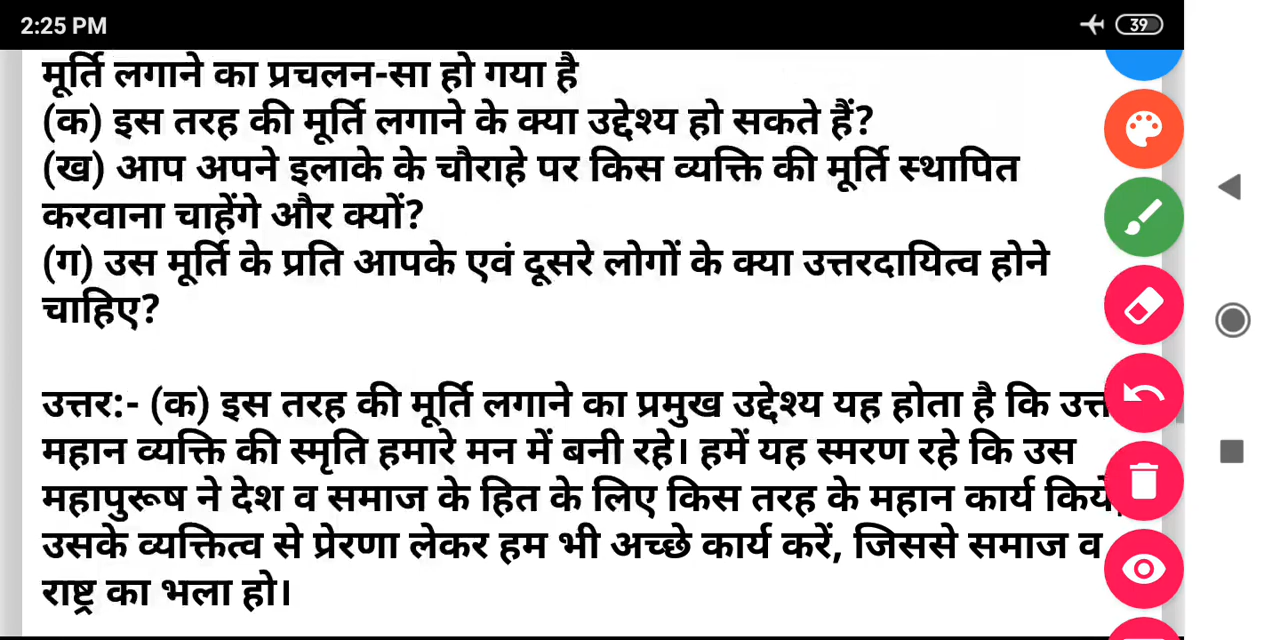 2:25 PM
39
मूर्ति लगाने का प्रचलन-सा हो गया है
(क) इस तरह की मूर्ति लगाने के क्या उद्देश्य हो सकते हैं?
(ख) आप अपने इलाके के चौराहे पर किस व्यक्ति की मूर्ति स्थापित
करवाना चाहेंगे और क्यों?
(ग) उस मूर्ति के प्रति आपके एवं दूसरे लोगों के क्या उत्तरदायित्व होने
चाहिए?
उत्तर:- (क) इस तरह की मूर्ति लगाने का प्रमुख उद्देश्य यह होता है कि
महान व्यक्ति की स्मृति हमारे मन में बनी रहे। हमें यह स्मरण रहे कि उस
महापुरूष ने देश व समाज के हित के लिए किस तरह के महान कार्य किये
उसके व्यक्तित्व से प्रेरणा लेकर हम भी अच्छे कार्य करें, जिससे समाज व
राष्ट्र का भला हो।